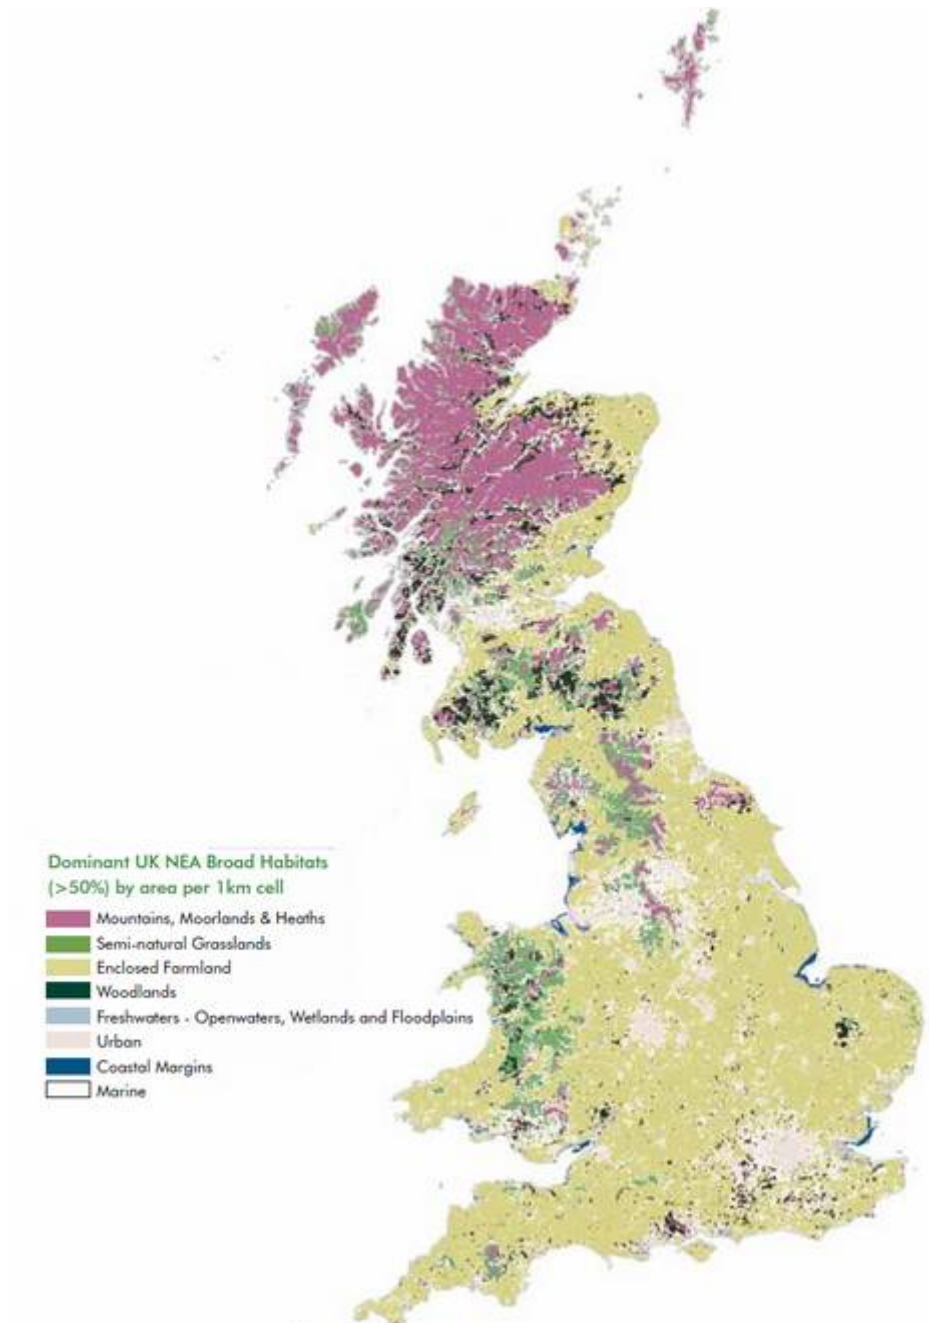 Dominant UK NEA Broad Habitats
(>50%) by area per 1km cell
Mountains, Moorlands & Heaths
Semi-natural Grasslands
Enclosed Farmland
Woodlands
Freshwaters - Openwaters, Wetlands and Floodplains
Urban
Coastal Margins
Marine